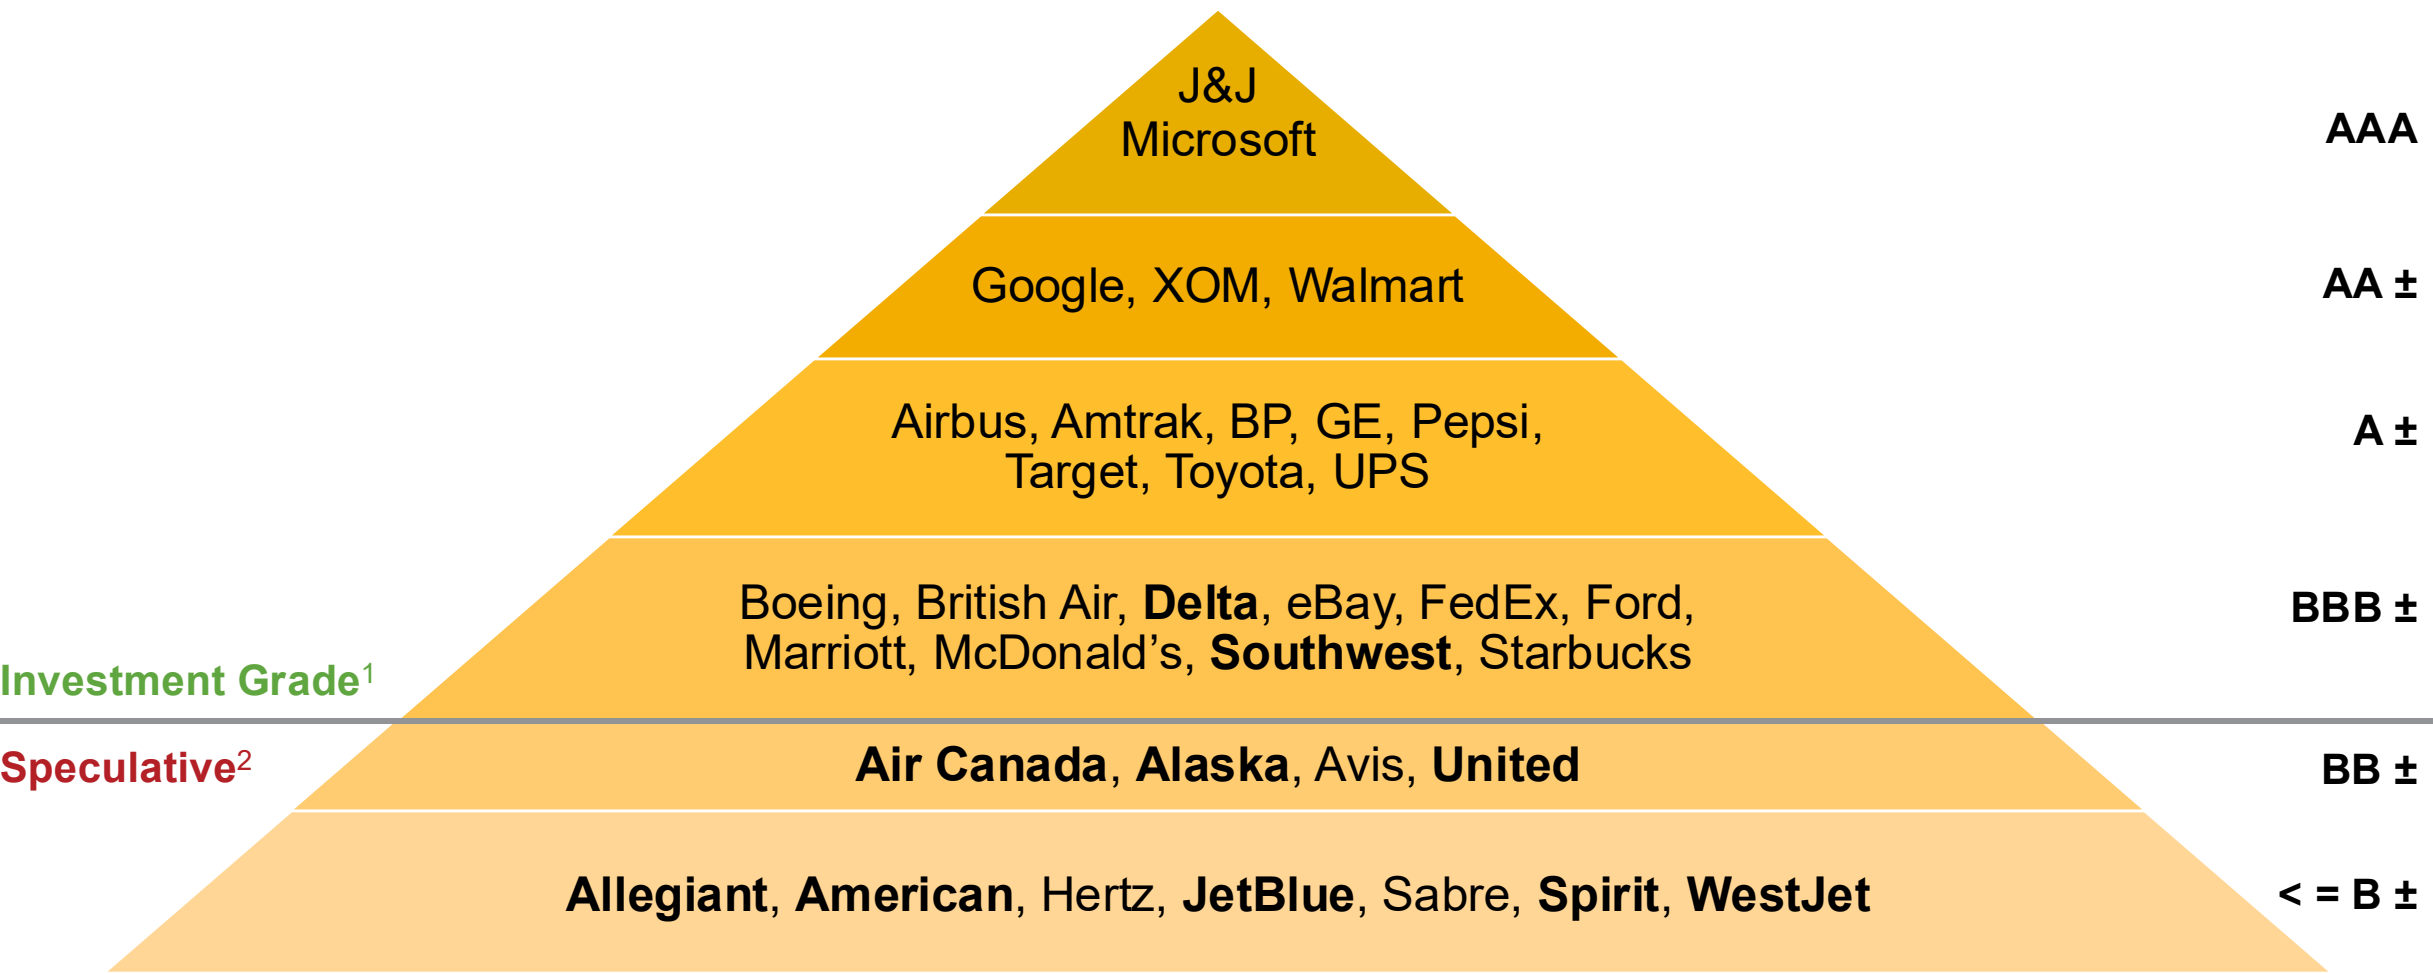 J&J
Microsoft
AAA
Google, XOM, Walmart
AA ±
Airbus, Amtrak, BP, GE, Pepsi,
Target, Toyota, UPS
A ±
Boeing, British Air, Delta, eBay, FedEx, Ford,
Marriott, McDonald’s, Southwest, Starbucks
BBB ±
Investment Grade¹
Speculative²
Air Canada, Alaska, Avis, United
BB ±
Allegiant, American, Hertz, JetBlue, Sabre, Spirit, WestJet
< = B ±